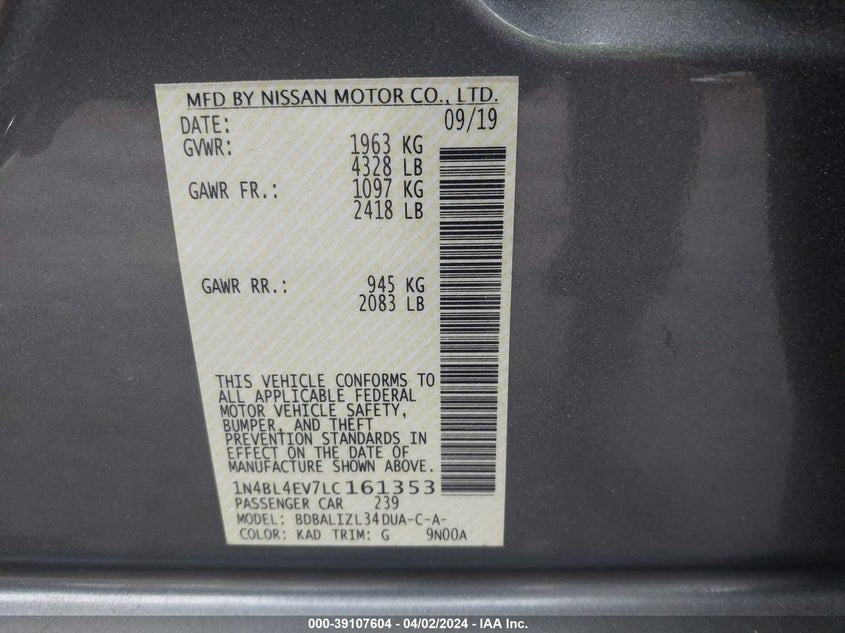 MFD BY NISSAN MOTOR CO., LTD.
DATE: 09/19
GVWR: 1963 KG
4328 LB
GAWR FR.: 1097 KG
2418 LB
GAWR RR.: 945 KG
2083 LB
THIS VEHICLE CONFORMS TO
ALL APPLICABLE FEDERAL
MOTOR VEHICLE SAFETY,
BUMPER, AND THEFT
PREVENTION STANDARDS IN
EFFECT ON THE DATE OF
MANUFACTURE SHOWN ABOVE.
1N4BL4EV7LC161353
PASSENGER CAR 239
MODEL: BDBALIZL34DUA-C-A-
COLOR: KAD TRIM: G 9N00A
000-39107604 - 04/02/2024 - IAA Inc.